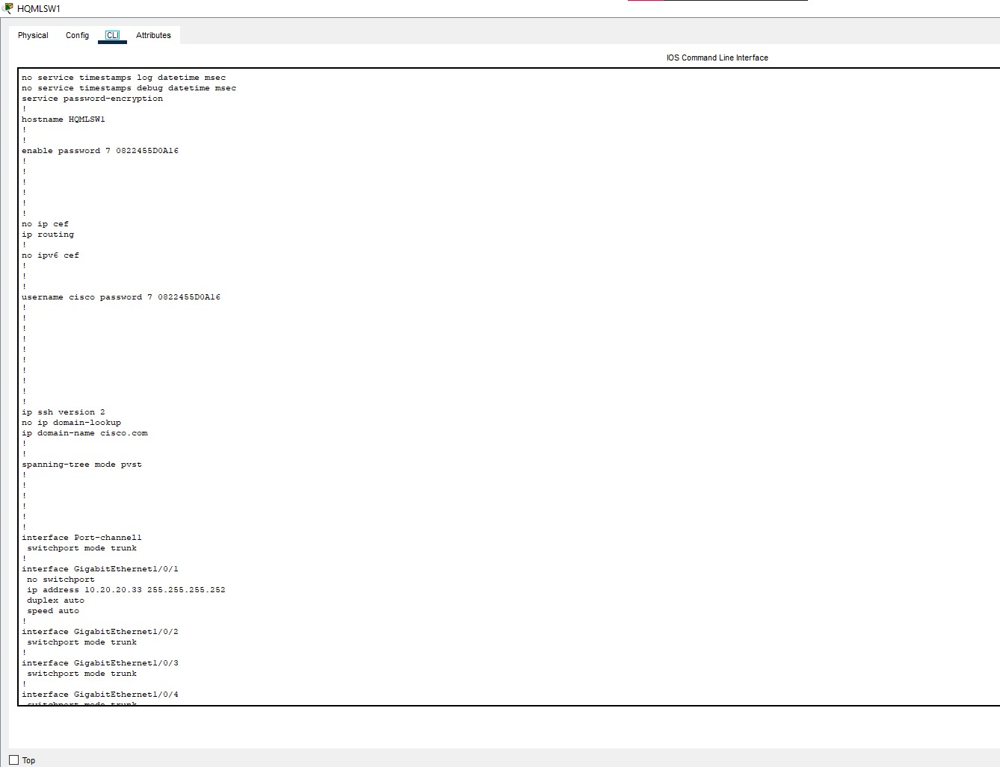 HQMLSW1
Physical Config CLI Attributes
IOS Command Line Interface
no service timestamps log datetime msec
no service timestamps debug datetime msec
service password-encryption
!
hostname HQMLSW1
!
!
enable password 7 0822455D0A16
!
!
!
!
!
!
no ip cef
ip routing
!
no ipv6 cef
!
!
!
username cisco password 7 0822455D0A16
!
!
!
!
!
!
!
!
!
!
ip ssh version 2
no ip domain-lookup
ip domain-name cisco.com
!
!
spanning-tree mode pvst
!
!
!
!
!
!
interface Port-channel1
switchport mode trunk
!
interface GigabitEthernet1/0/1
no switchport
ip address 10.20.20.33 255.255.255.252
duplex auto
speed auto
!
interface GigabitEthernet1/0/2
switchport mode trunk
!
interface GigabitEthernet1/0/3
switchport mode trunk
!
interface GigabitEthernet1/0/4
switchport mode trunk
Top